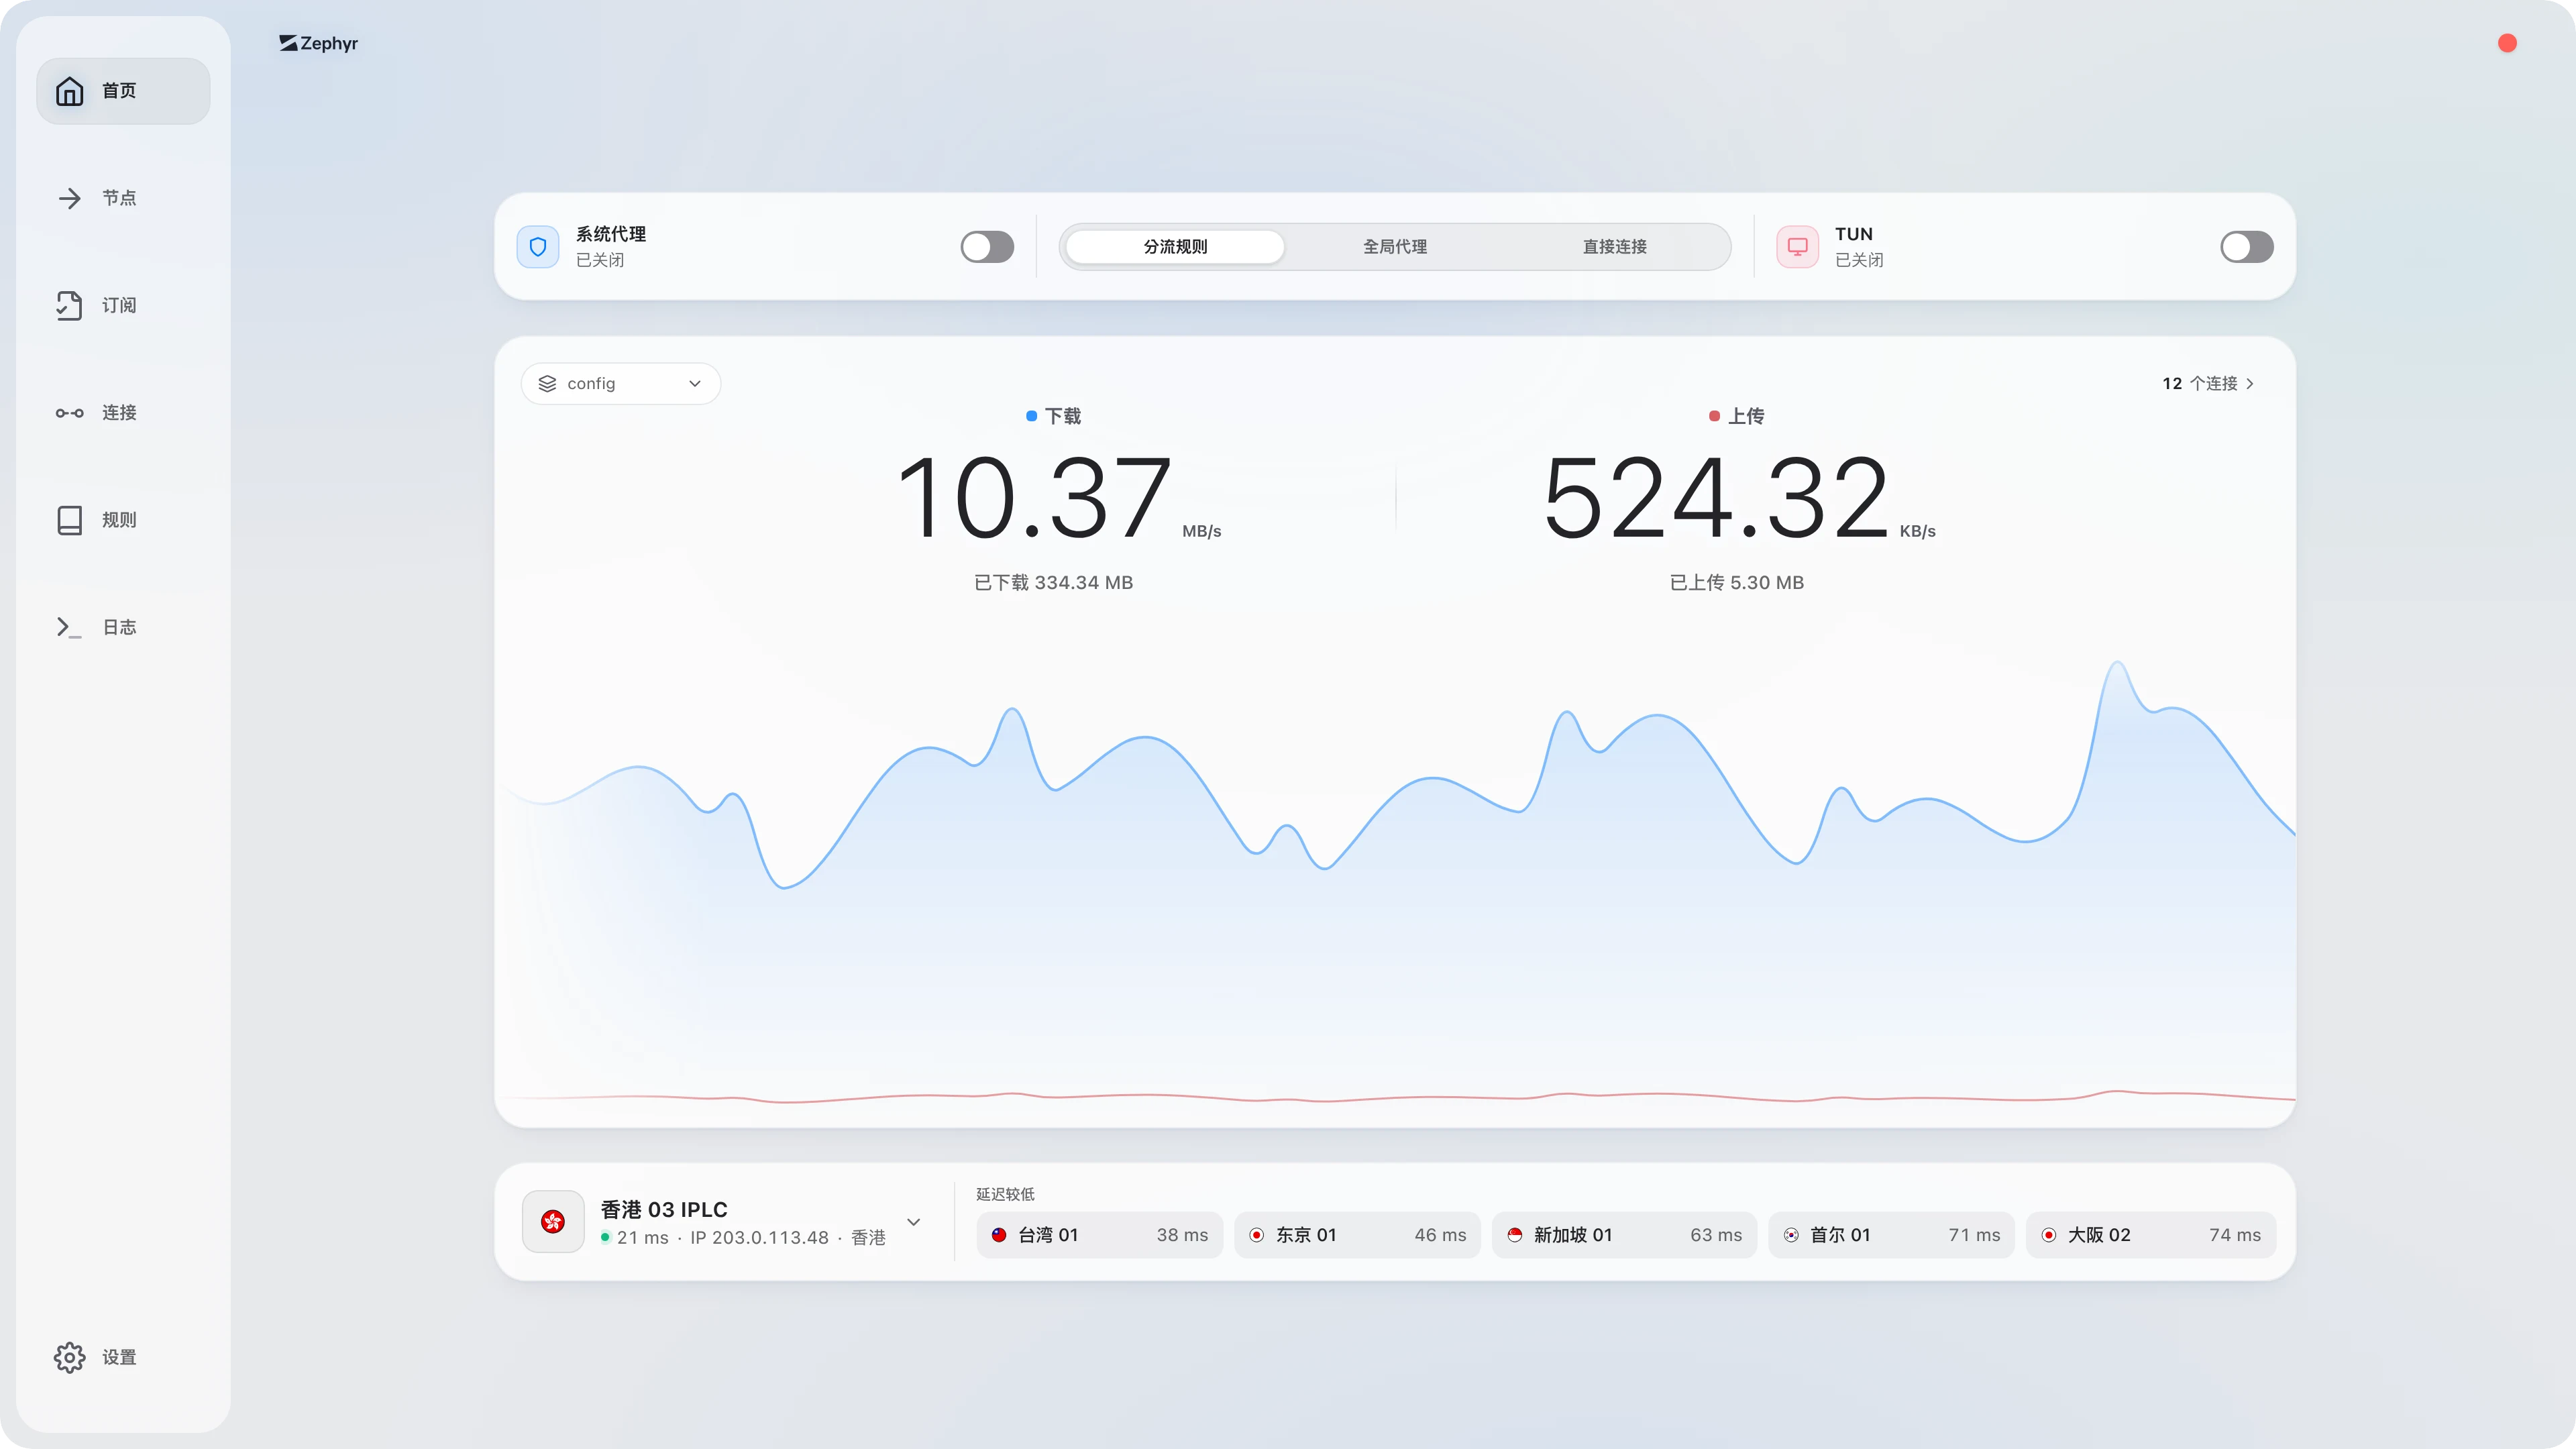 Zephyr
首页
节点
订阅
连接
规则
日志
设置
系统代理
已关闭
分流规则
全局代理
直接连接
TUN
已关闭
config
12 个连接
下载
10.37 MB/s
已下载 334.34 MB
上传
524.32 KB/s
已上传 5.30 MB
香港 03 IPLC
21 ms · IP 203.0.113.48 · 香港
延迟较低
台湾 01 38 ms
东京 01 46 ms
新加坡 01 63 ms
首尔 01 71 ms
大阪 02 74 ms